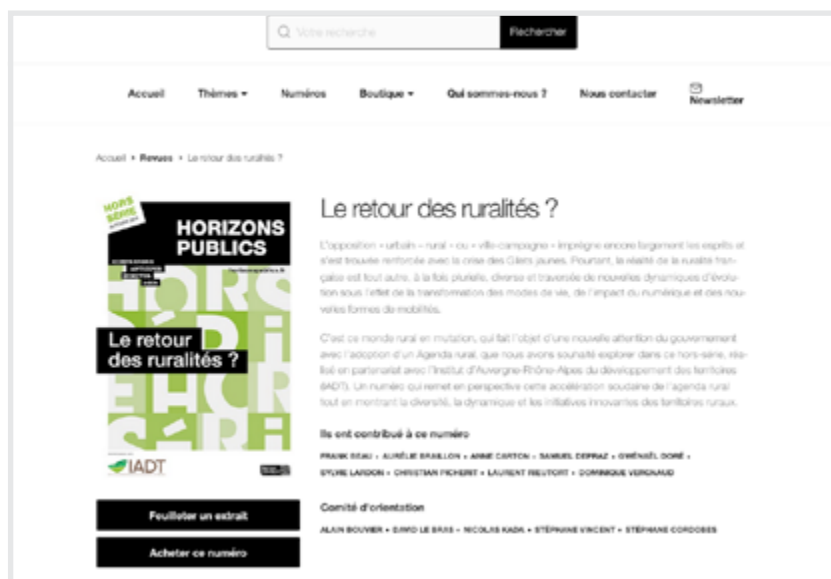 Votre recherche
Rechercher
Accueil
Thèmes
Numéros
Boutique
Qui sommes-nous ?
Nous contacter
Newsletter
Accueil • Revues • Le retour des ruralités ?
HORS
SÉRIE
HORIZONS
PUBLICS
Le retour
des ruralités ?
IADT
Feuilleter un extrait
Acheter ce numéro
Le retour des ruralités ?
L'opposition « urbain – rural » ou « ville-campagne » imprègne encore largement les esprits et
s'est trouvée renforcée avec la crise des Gilets jaunes. Pourtant, la réalité de la ruralité fran-
çaise est tout autre, à la fois plurielle, diverse et traversée de nouvelles dynamiques d'évolu-
tion sous l'effet de la transformation des modes de vie, de l'impact du numérique et des nou-
velles formes de mobilités.
C'est ce monde rural en mutation, qui fait l'objet d'une nouvelle attention du gouvernement
avec l'adoption d'un Agenda rural, que nous avons souhaité explorer dans ce hors-série, réa-
lisé en partenariat avec l'Institut d'Auvergne-Rhône-Alpes du développement des territoires
(IADT). Un numéro qui remet en perspective cette accélération soudaine de l'agenda rural
tout en montrant la diversité, la dynamique et les initiatives innovantes des territoires ruraux.
Ils ont contribué à ce numéro
FRANK BEAU • AURÉLIE BRAILLON • ANNE CARTON • SAMUEL DEPRAZ • GWÉNAËL DORÉ •
SYLVIE LARDON • CHRISTIAN PICHERIT • LAURENT RIEUTORT • DOMINIQUE VERGNAUD
Comité d'orientation
ALAIN BOUVIER • DAVID LE BRAS • NICOLAS KADA • STÉPHANE VINCENT • STÉPHANE CORDOBES